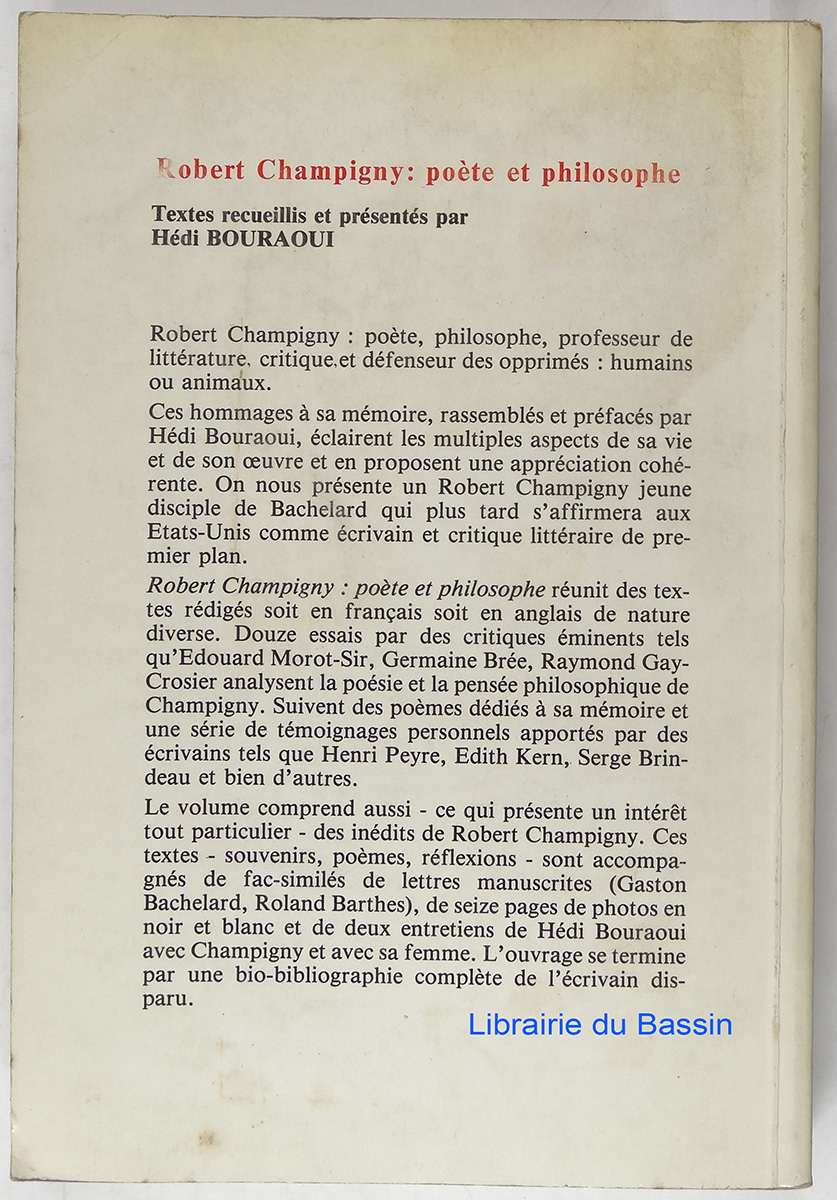 Robert Champigny: poète et philosophe
Textes recueillis et présentés par
Hédi BOURAOUI
Robert Champigny : poète, philosophe, professeur de
littérature, critique et défenseur des opprimés : humains
ou animaux.
Ces hommages à sa mémoire, rassemblés et préfacés par
Hédi Bouraoui, éclairent les multiples aspects de sa vie
et de son œuvre et en proposent une appréciation cohé-
rente. On nous présente un Robert Champigny jeune
disciple de Bachelard qui plus tard s'affirmera aux
Etats-Unis comme écrivain et critique littéraire de pre-
mier plan.
Robert Champigny : poète et philosophe réunit des tex-
tes rédigés soit en français soit en anglais de nature
diverse. Douze essais par des critiques éminents tels
qu'Edouard Morot-Sir, Germaine Brée, Raymond Gay-
Crosier analysent la poésie et la pensée philosophique de
Champigny. Suivent des poèmes dédiés à sa mémoire et
une série de témoignages personnels apportés par des
écrivains tels que Henri Peyre, Edith Kern, Serge Brin-
deau et bien d'autres.
Le volume comprend aussi - ce qui présente un intérêt
tout particulier - des inédits de Robert Champigny. Ces
textes - souvenirs, poèmes, réflexions - sont accompa-
gnés de fac-similés de lettres manuscrites (Gaston
Bachelard, Roland Barthes), de seize pages de photos en
noir et blanc et de deux entretiens de Hédi Bouraoui
avec Champigny et avec sa femme. L'ouvrage se termine
par une bio-bibliographie complète de l'écrivain dis-
paru.
Librairie du Bassin